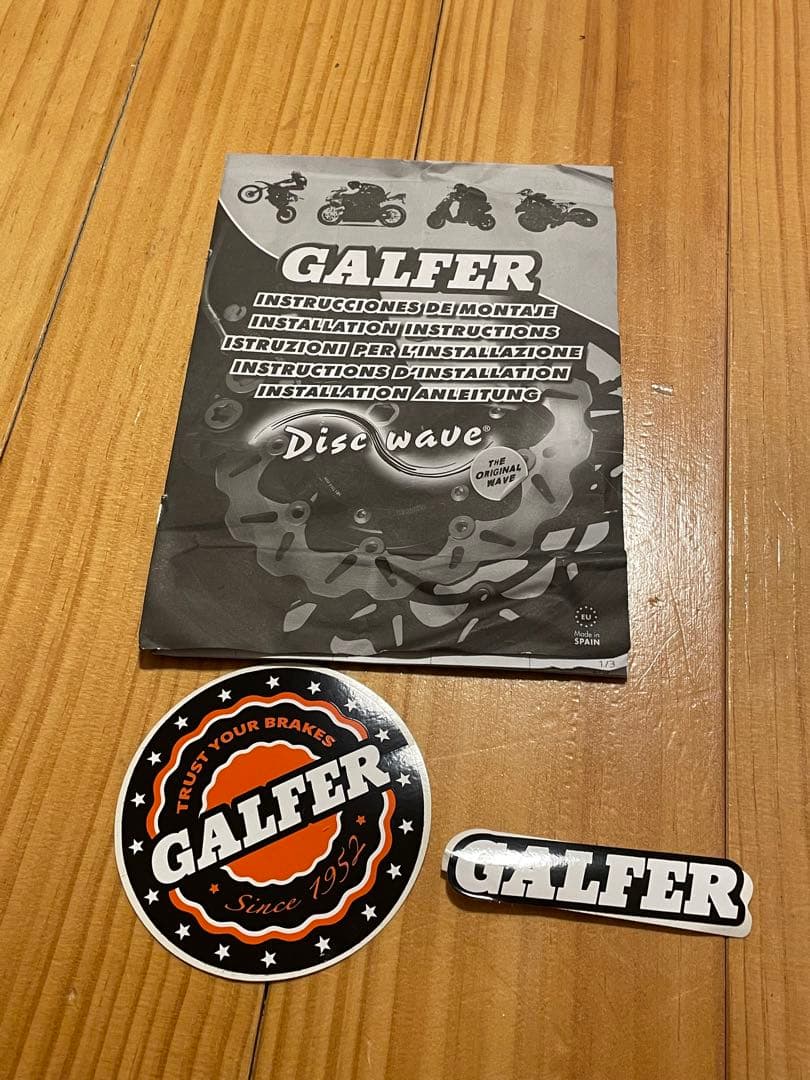 GALFER
INSTRUCCIONES DE MONTAJE
INSTALLATION INSTRUCTIONS
ISTRUZIONI PER L'INSTALLAZIONE
INSTRUCTIONS D'INSTALLATION
INSTALLATION ANLEITUNG
Disc wave®
THE
ORIGINAL
WAVE
EU
Made in
SPAIN
1/3
TRUST YOUR BRAKES
GALFER
Since 1952
GALFER